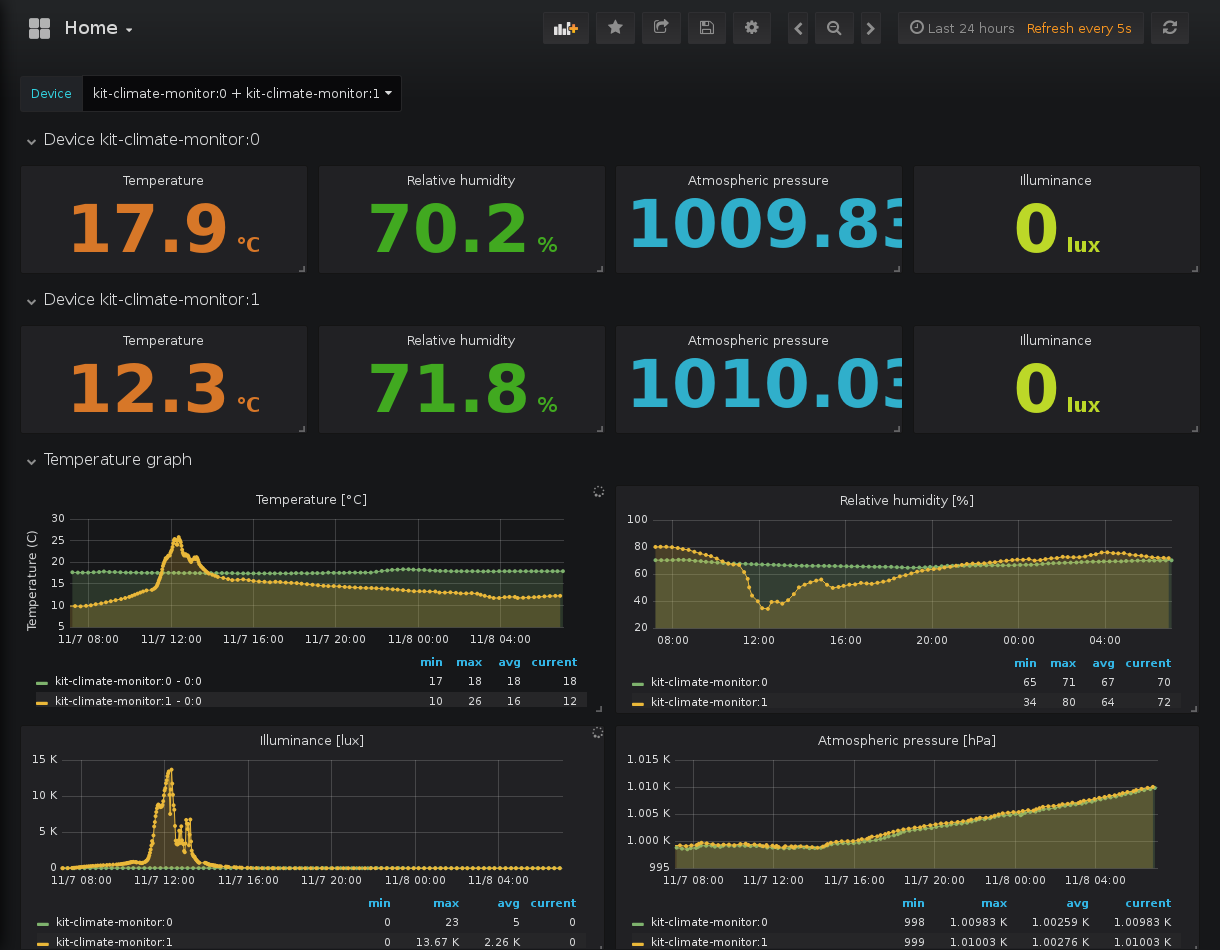 Home
Last 24 hours Refresh every 5s
Device kit-climate-monitor:0 + kit-climate-monitor:1
Device kit-climate-monitor:0
Temperature Relative humidity Atmospheric pressure Illuminance
17.9 °C 70.2 % 1009.83 0 lux
Device kit-climate-monitor:1
Temperature Relative humidity Atmospheric pressure Illuminance
12.3 °C 71.8 % 1010.03 0 lux
Temperature graph
Temperature [°C]
Temperature (C)
30
25
20
15
10
5
11/7 08:00 11/7 12:00 11/7 16:00 11/7 20:00 11/8 00:00 11/8 04:00
min max avg current
kit-climate-monitor:0 - 0:0 17 18 18 18
kit-climate-monitor:1 - 0:0 10 26 16 12
Relative humidity [%]
100
80
60
40
20
08:00 12:00 16:00 20:00 00:00 04:00
min max avg current
kit-climate-monitor:0 65 71 67 70
kit-climate-monitor:1 34 80 64 72
Illuminance [lux]
15 K
10 K
5 K
0
11/7 08:00 11/7 12:00 11/7 16:00 11/7 20:00 11/8 00:00 11/8 04:00
min max avg current
kit-climate-monitor:0 0 23 5 0
kit-climate-monitor:1 0 13.67 K 2.26 K 0
Atmospheric pressure [hPa]
1.015 K
1.010 K
1.005 K
1.000 K
995
11/7 08:00 11/7 12:00 11/7 16:00 11/7 20:00 11/8 00:00 11/8 04:00
min max avg current
kit-climate-monitor:0 998 1.00983 K 1.00259 K 1.00983 K
kit-climate-monitor:1 999 1.01003 K 1.00276 K 1.01003 K